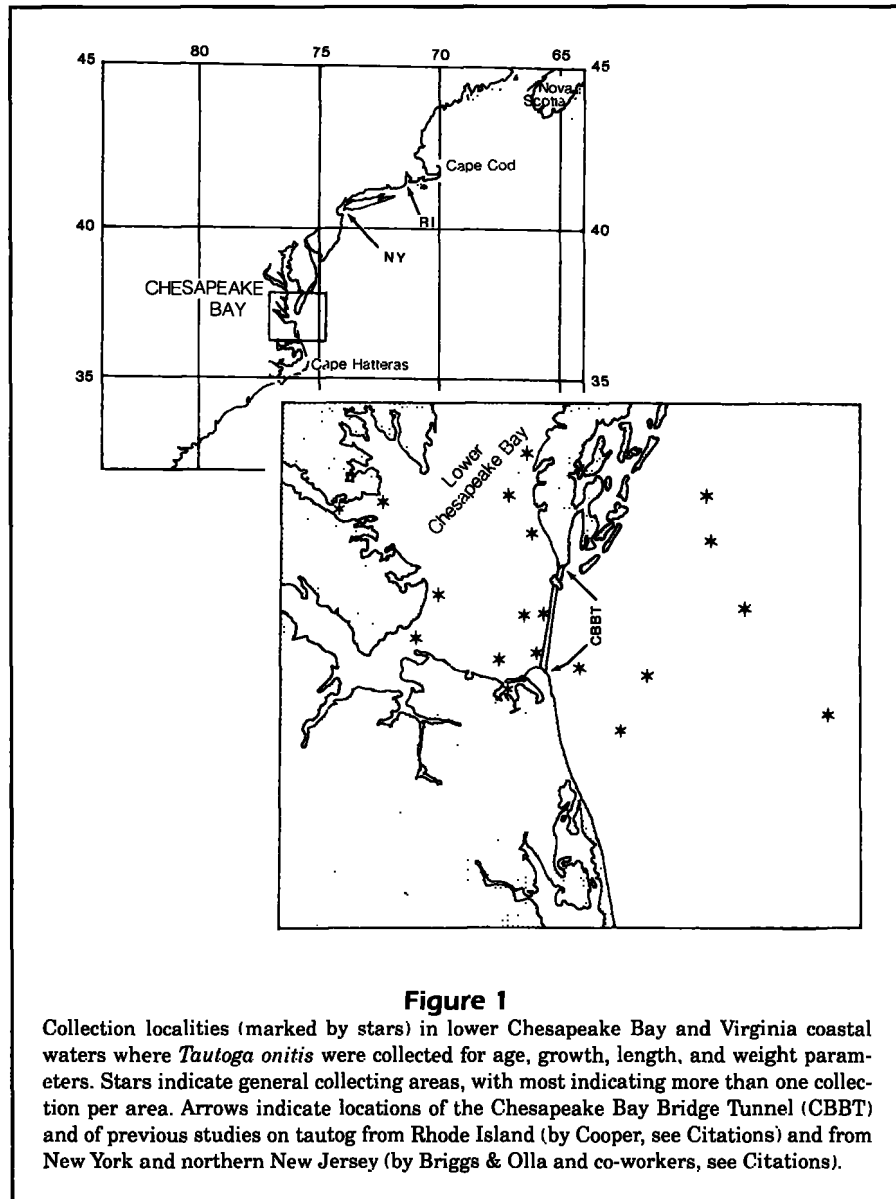 80 75 70 65
45 45
Nova
Scotia
Cape Cod
RI
40 40
NY
CHESAPEAKE
BAY
Cape Hatteras
35 35
Lower
Chesapeake Bay
CBBT
Figure 1
Collection localities (marked by stars) in lower Chesapeake Bay and Virginia coastal
waters where Tautoga onitis were collected for age, growth, length, and weight param-
eters. Stars indicate general collecting areas, with most indicating more than one collec-
tion per area. Arrows indicate locations of the Chesapeake Bay Bridge Tunnel (CBBT)
and of previous studies on tautog from Rhode Island (by Cooper, see Citations) and from
New York and northern New Jersey (by Briggs & Olla and co-workers, see Citations).